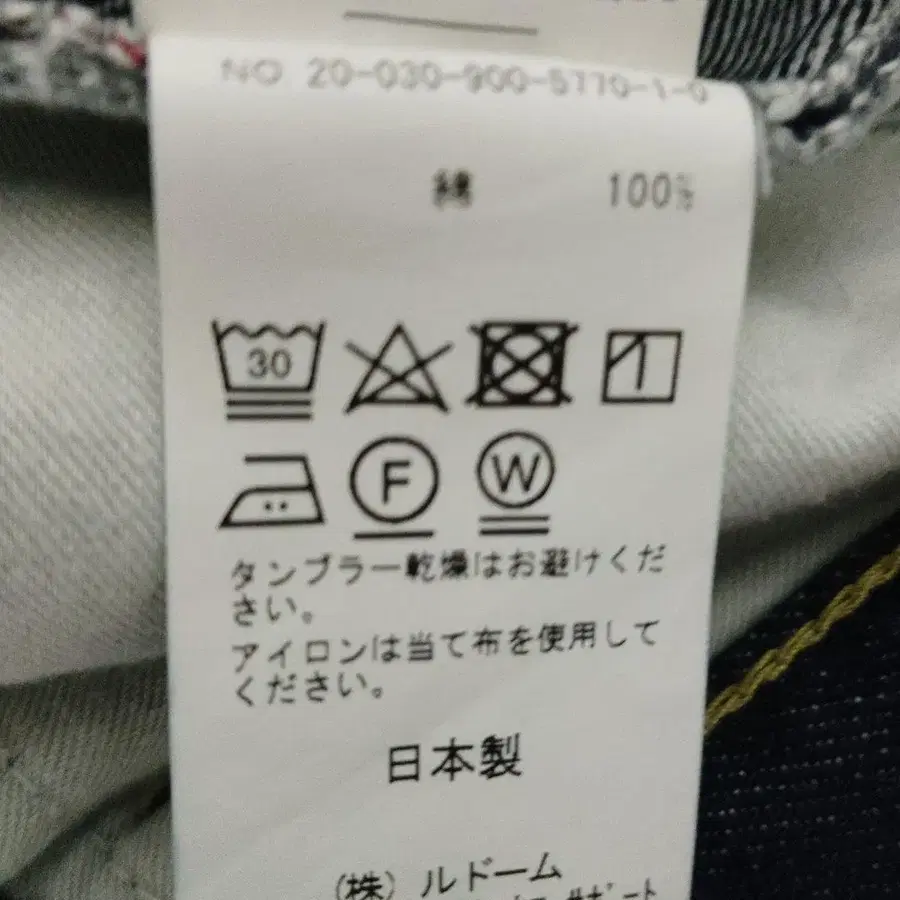 NO 20-030-900-5770-1-0
綿 100%
30
F W
タンブラー乾燥はお避けくだ
さい。
アイロンは当て布を使用して
ください。
日本製
(株) ルドーム